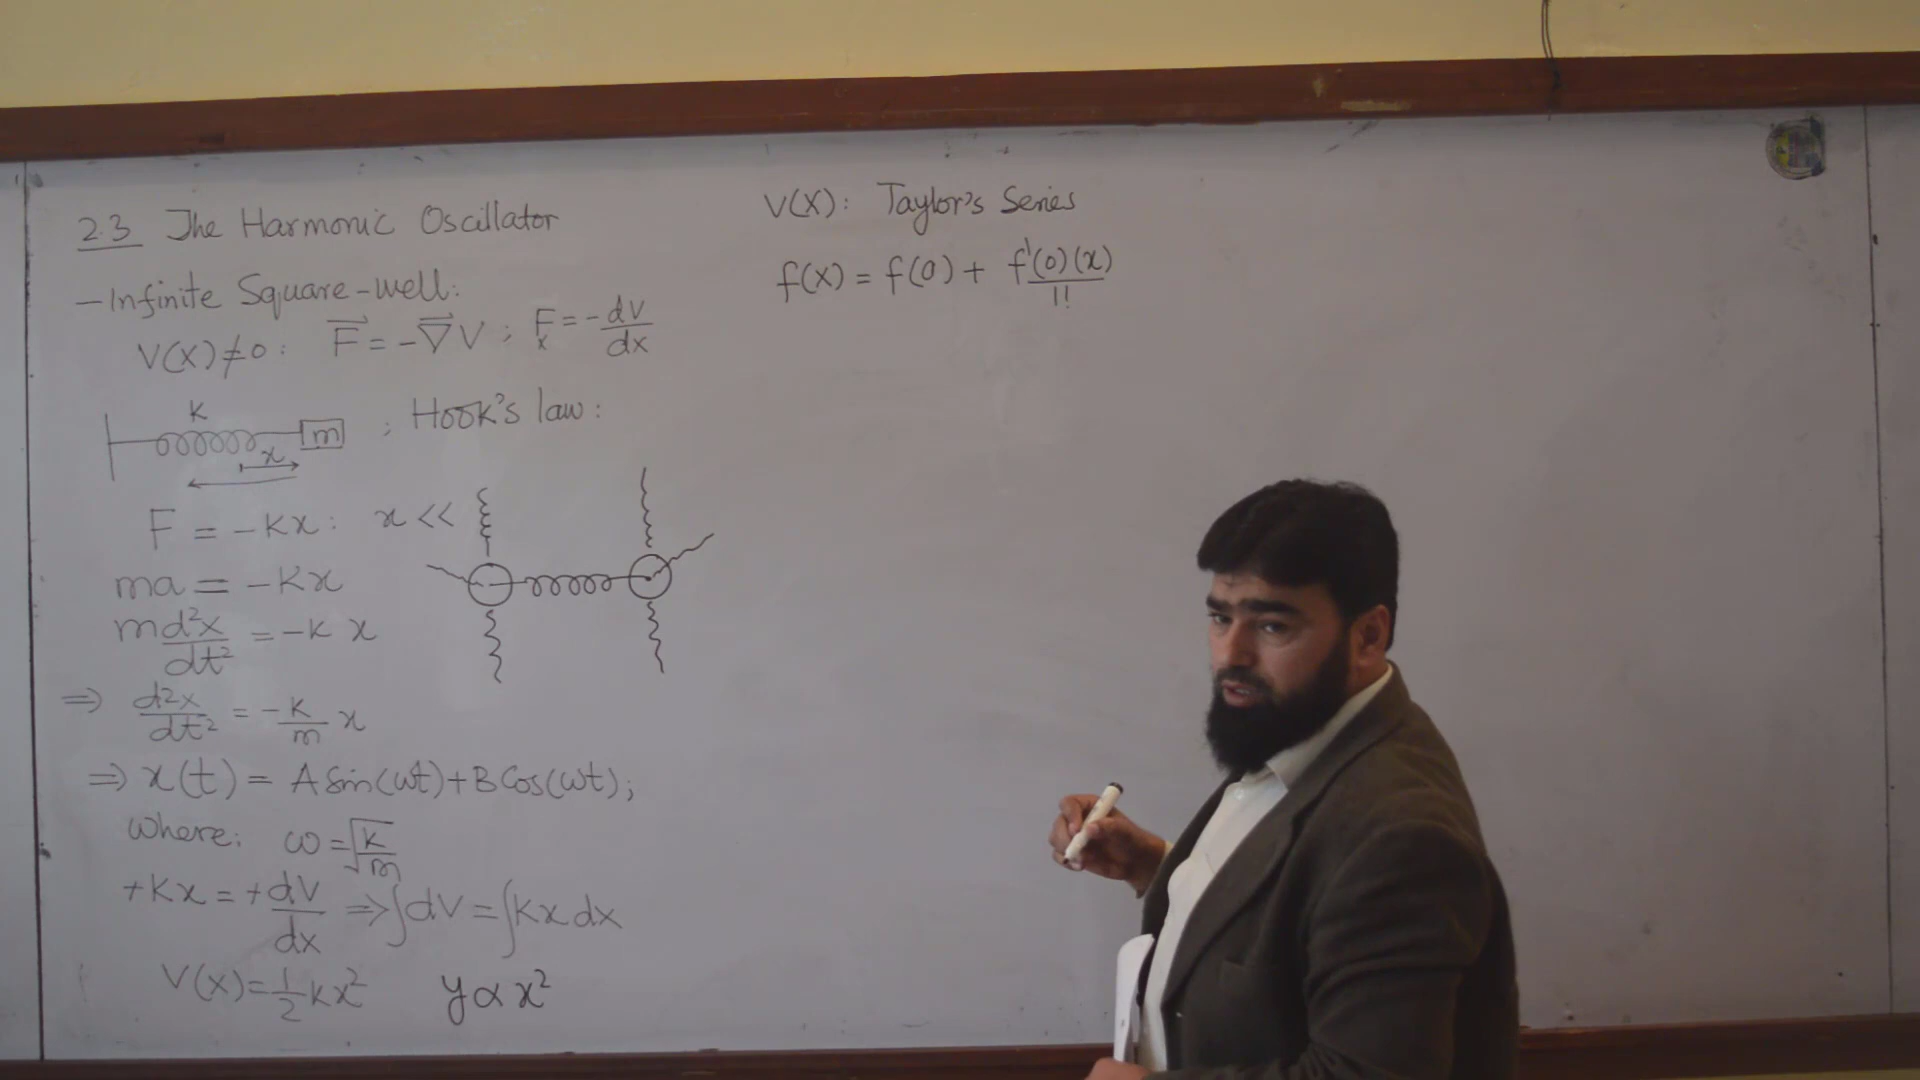 2.3 The Harmonic Oscillator
- Infinite Square-well:
V(x)≠0: F⃗ = -∇⃗V ; Fₓ = -dV/dx
K
m ; Hook's law:
x
F = -Kx: x <<
ma = -Kx
m d²x/dt² = -K x
⇒ d²x/dt² = -K/m x
⇒ x(t) = A Sin(ωt) + B Cos(ωt);
Where: ω = √(K/m)
+Kx = +dV/dx ⇒ ∫dV = ∫Kx dx
V(x) = 1/2 Kx² y ∝ x²
V(x): Taylor's Series
f(x) = f(0) + f'(0)(x)/1!